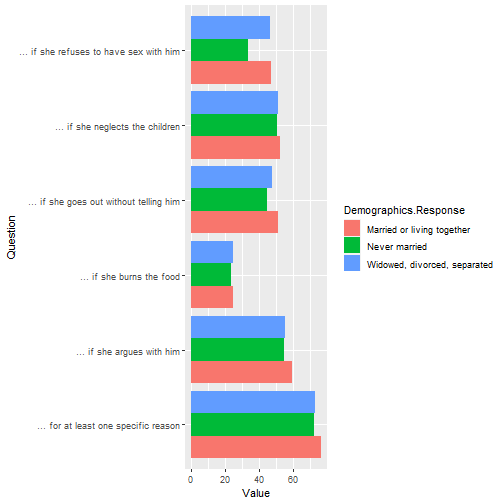 ... if she refuses to have sex with him
... if she neglects the children
... if she goes out without telling him
... if she burns the food
... if she argues with him
... for at least one specific reason
Question
0 20 40 60
Value
Demographics.Response
Married or living together
Never married
Widowed, divorced, separated